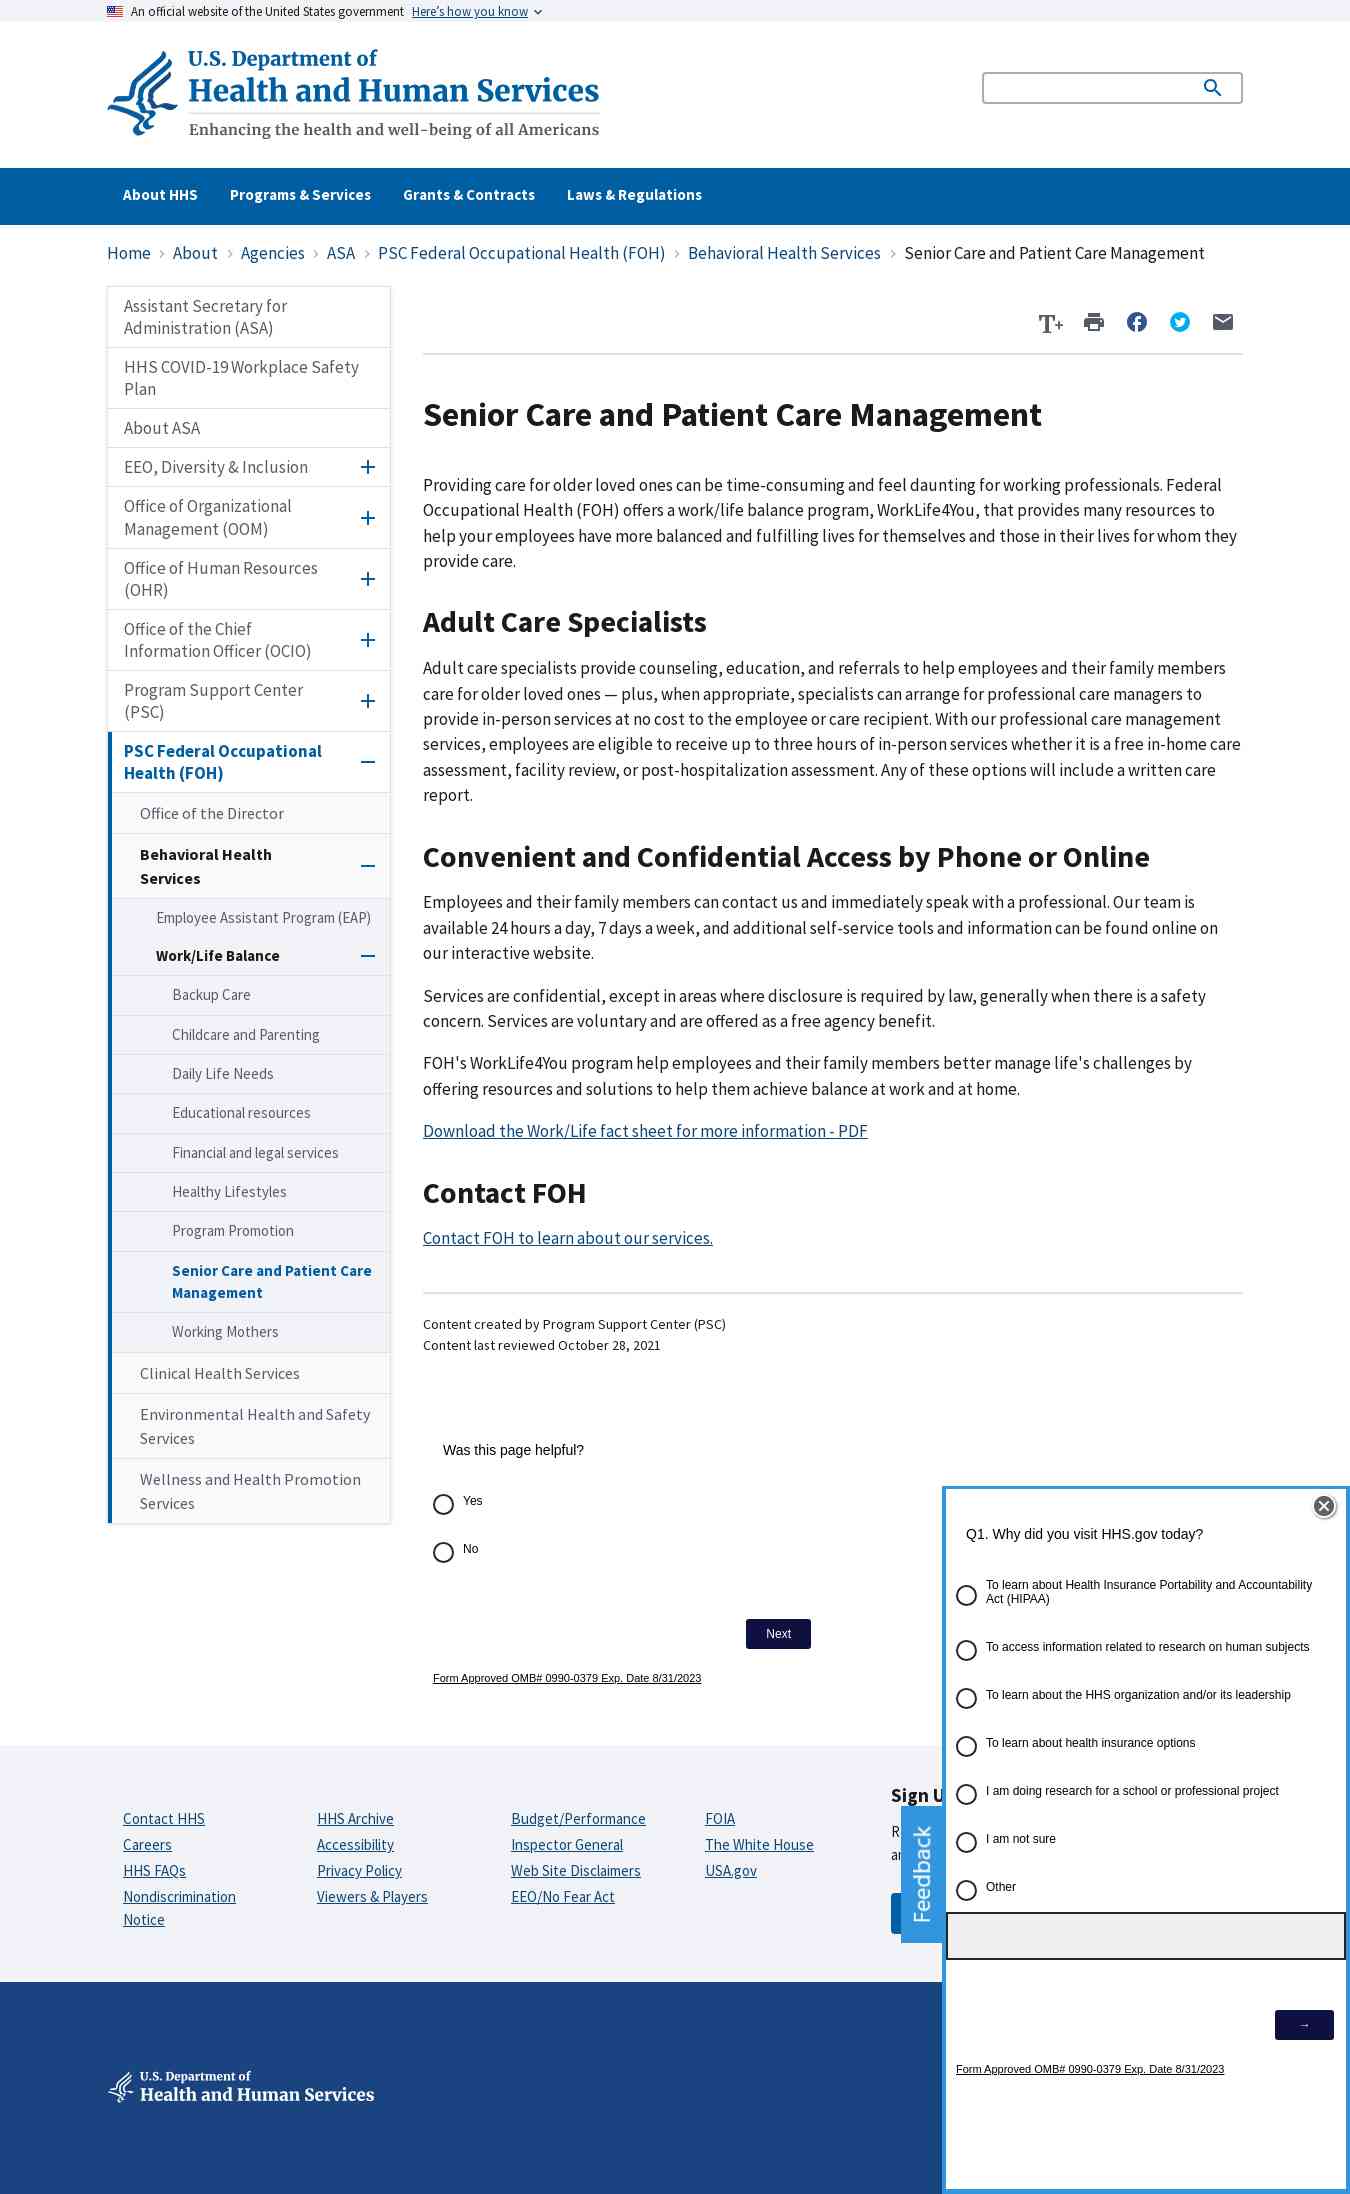 An official website of the United States government Here's how you know
U.S. Department of
Health and Human Services
Enhancing the health and well-being of all Americans
About HHS Programs & Services Grants & Contracts Laws & Regulations
Home > About > Agencies > ASA > PSC Federal Occupational Health (FOH) > Behavioral Health Services > Senior Care and Patient Care Management
Assistant Secretary for
Administration (ASA)
HHS COVID-19 Workplace Safety
Plan
About ASA
EEO, Diversity & Inclusion
Office of Organizational
Management (OOM)
Office of Human Resources
(OHR)
Office of the Chief
Information Officer (OCIO)
Program Support Center
(PSC)
PSC Federal Occupational
Health (FOH)
Office of the Director
Behavioral Health
Services
Employee Assistant Program (EAP)
Work/Life Balance
Backup Care
Childcare and Parenting
Daily Life Needs
Educational resources
Financial and legal services
Healthy Lifestyles
Program Promotion
Senior Care and Patient Care
Management
Working Mothers
Clinical Health Services
Environmental Health and Safety
Services
Wellness and Health Promotion
Services
T+
Senior Care and Patient Care Management
Providing care for older loved ones can be time-consuming and feel daunting for working professionals. Federal
Occupational Health (FOH) offers a work/life balance program, WorkLife4You, that provides many resources to
help your employees have more balanced and fulfilling lives for themselves and those in their lives for whom they
provide care.
Adult Care Specialists
Adult care specialists provide counseling, education, and referrals to help employees and their family members
care for older loved ones — plus, when appropriate, specialists can arrange for professional care managers to
provide in-person services at no cost to the employee or care recipient. With our professional care management
services, employees are eligible to receive up to three hours of in-person services whether it is a free in-home care
assessment, facility review, or post-hospitalization assessment. Any of these options will include a written care
report.
Convenient and Confidential Access by Phone or Online
Employees and their family members can contact us and immediately speak with a professional. Our team is
available 24 hours a day, 7 days a week, and additional self-service tools and information can be found online on
our interactive website.
Services are confidential, except in areas where disclosure is required by law, generally when there is a safety
concern. Services are voluntary and are offered as a free agency benefit.
FOH's WorkLife4You program help employees and their family members better manage life's challenges by
offering resources and solutions to help them achieve balance at work and at home.
Download the Work/Life fact sheet for more information - PDF
Contact FOH
Contact FOH to learn about our services.
Content created by Program Support Center (PSC)
Content last reviewed October 28, 2021
Was this page helpful?
Yes
No
Next
Form Approved OMB# 0990-0379 Exp. Date 8/31/2023
Q1. Why did you visit HHS.gov today?
To learn about Health Insurance Portability and Accountability
Act (HIPAA)
To access information related to research on human subjects
To learn about the HHS organization and/or its leadership
To learn about health insurance options
I am doing research for a school or professional project
I am not sure
Other
→
Form Approved OMB# 0990-0379 Exp. Date 8/31/2023
Feedback
Contact HHS
Careers
HHS FAQs
Nondiscrimination
Notice
HHS Archive
Accessibility
Privacy Policy
Viewers & Players
Budget/Performance
Inspector General
Web Site Disclaimers
EEO/No Fear Act
FOIA
The White House
USA.gov
Sign
U.S. Department of
Health and Human Services